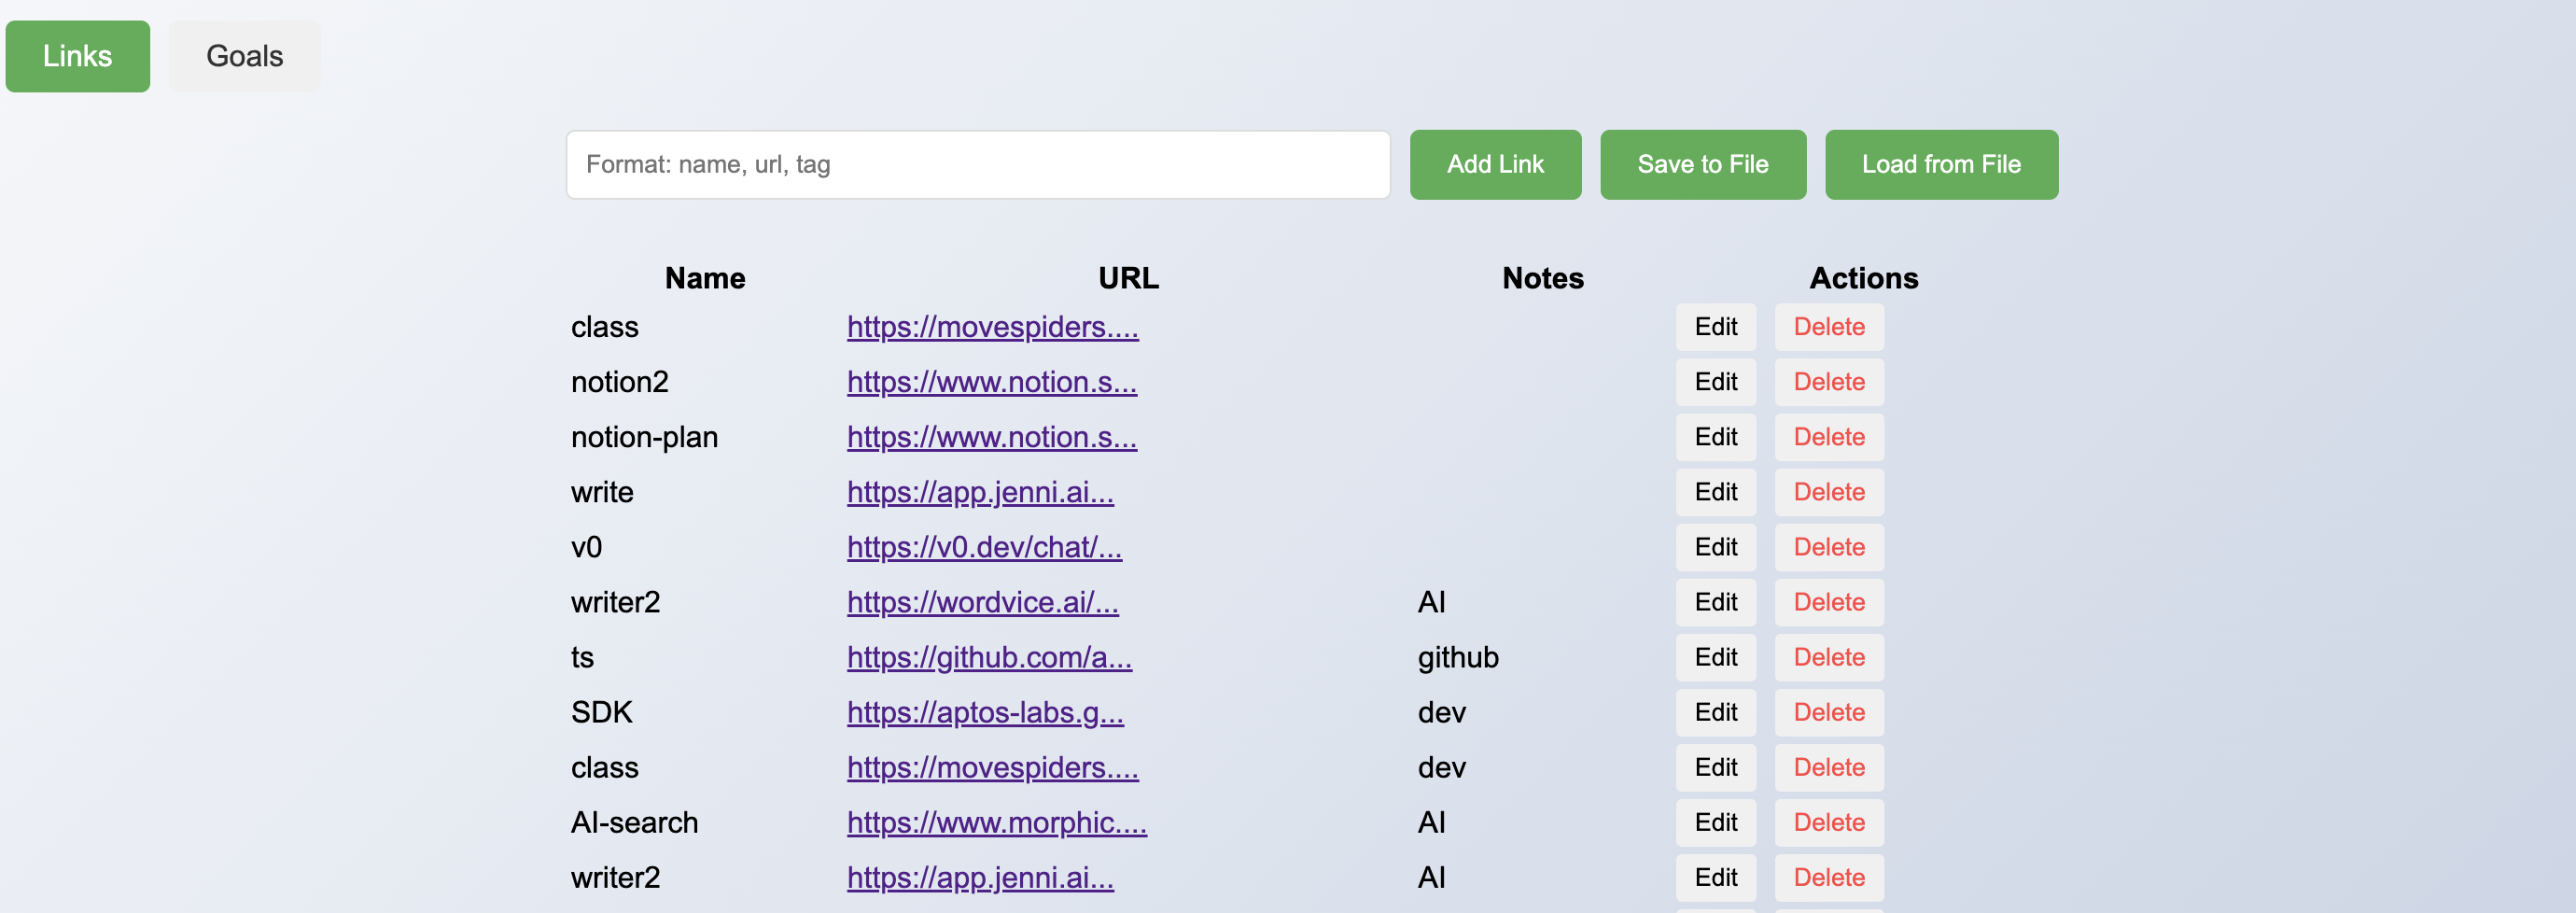 Links Goals
Format: name, url, tag Add Link Save to File Load from File
Name URL Notes Actions
class https://movespiders.... Edit Delete
notion2 https://www.notion.s... Edit Delete
notion-plan https://www.notion.s... Edit Delete
write https://app.jenni.ai... Edit Delete
v0 https://v0.dev/chat/... Edit Delete
writer2 https://wordvice.ai/... AI Edit Delete
ts https://github.com/a... github Edit Delete
SDK https://aptos-labs.g... dev Edit Delete
class https://movespiders.... dev Edit Delete
AI-search https://www.morphic.... AI Edit Delete
writer2 https://app.jenni.ai... AI Edit Delete